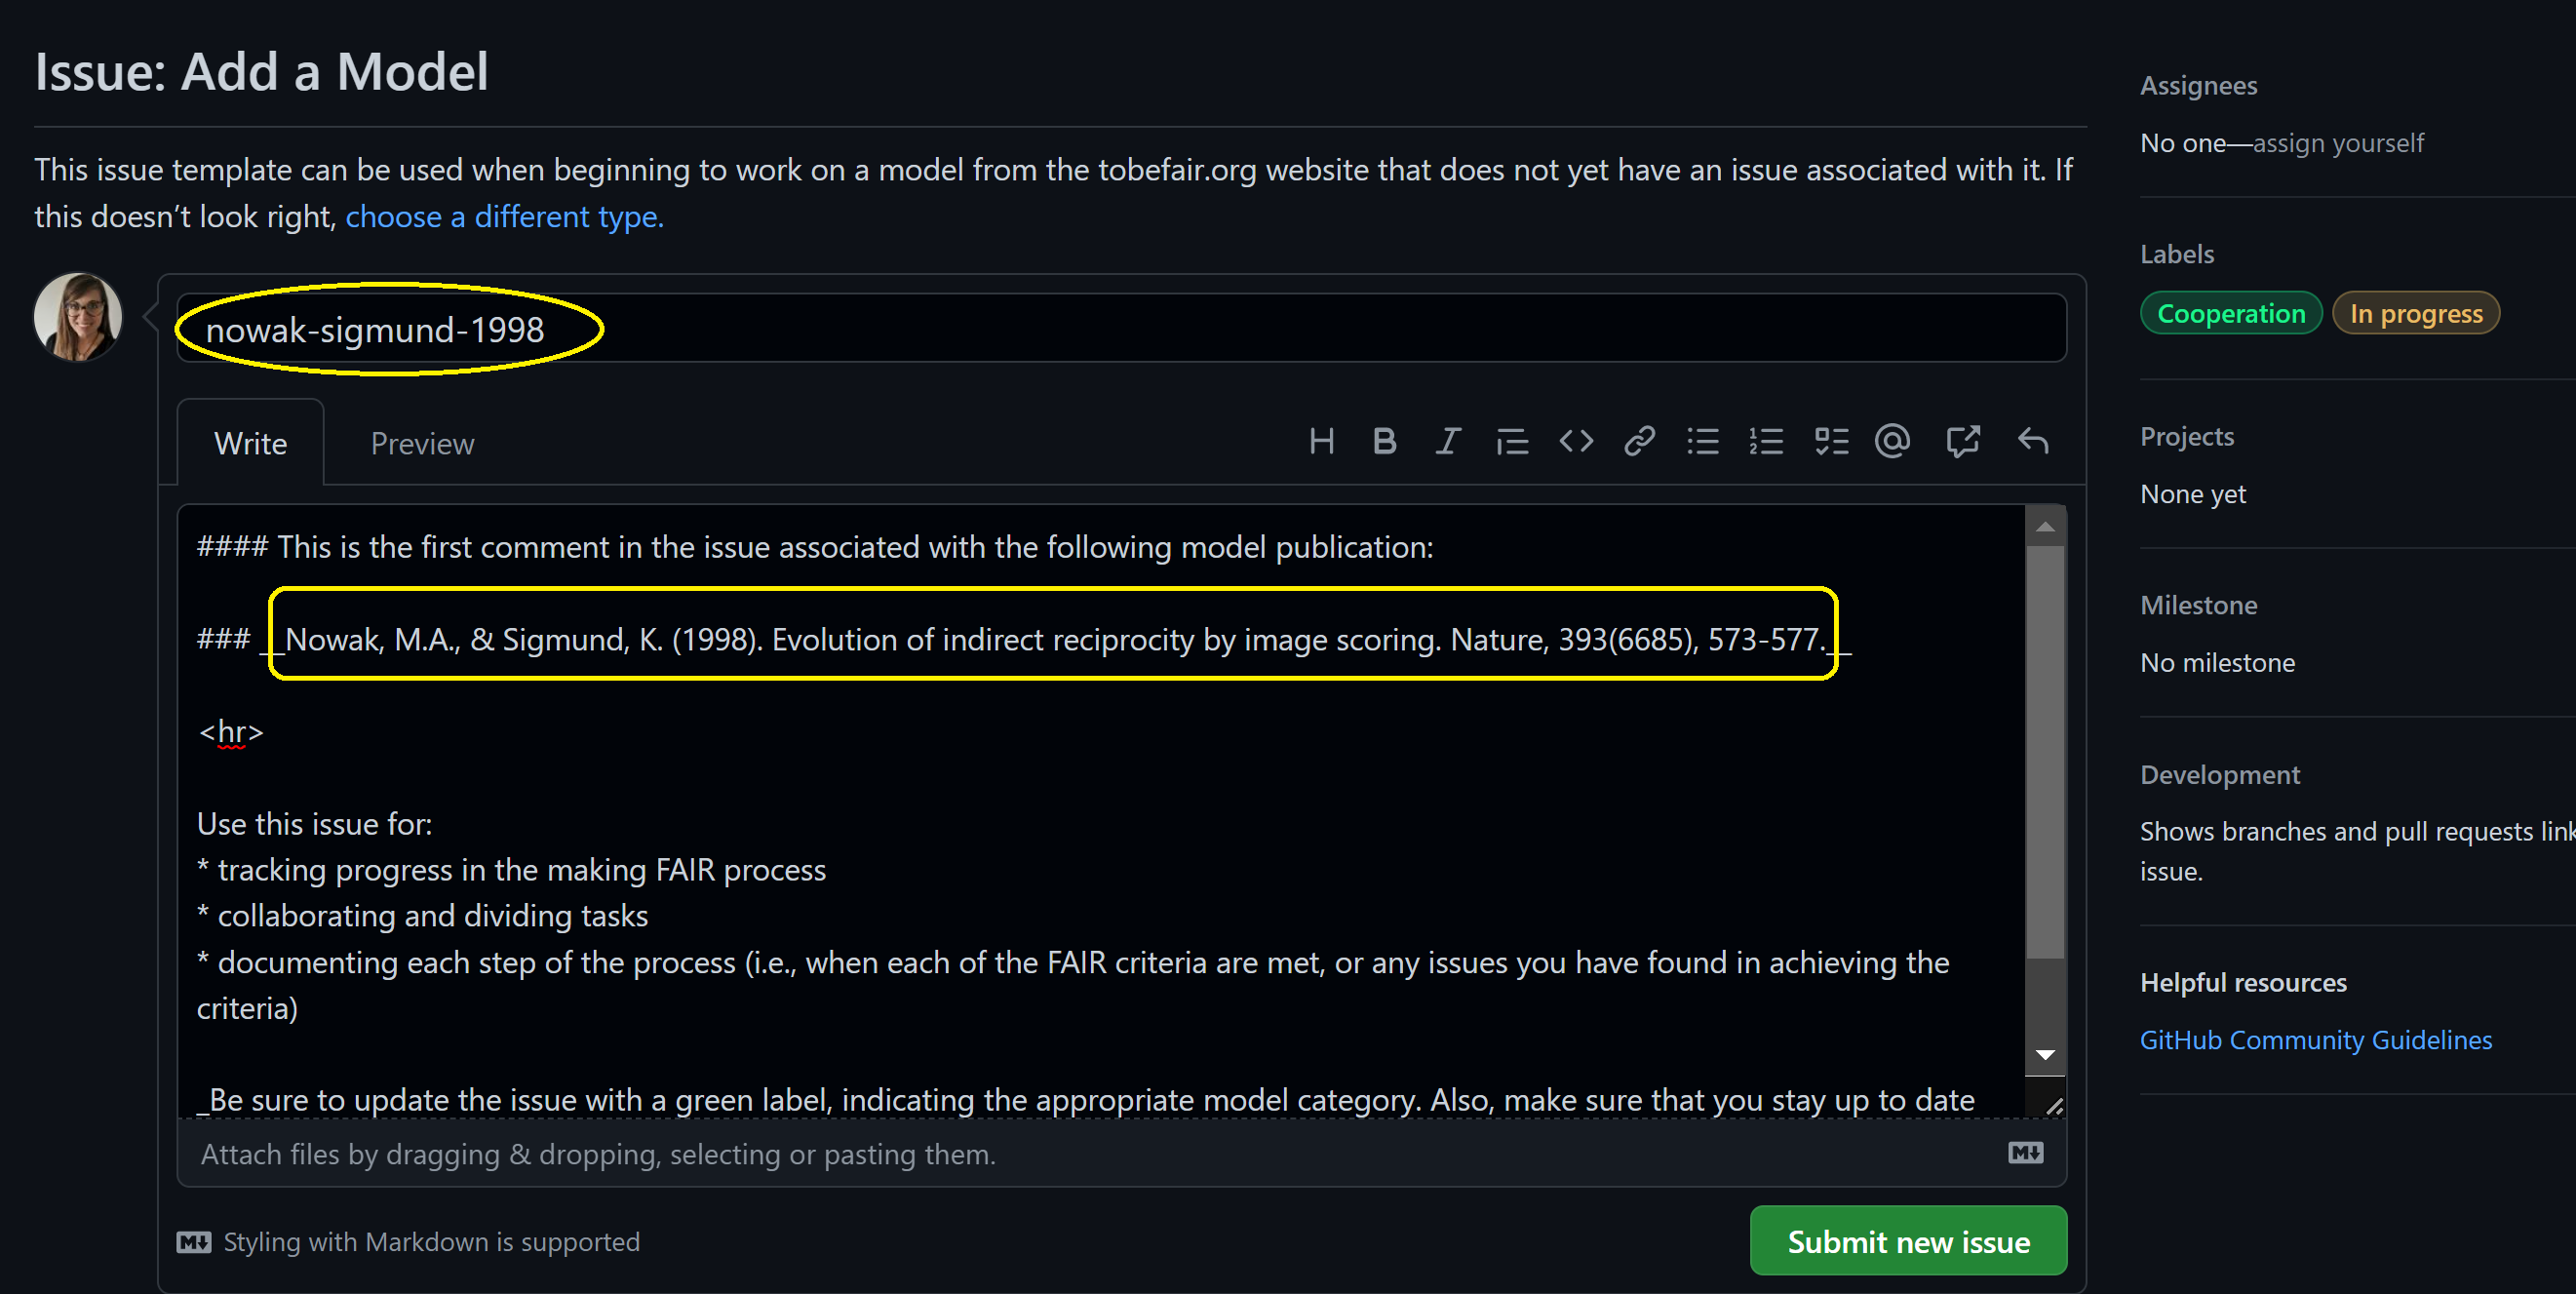 Issue: Add a Model
This issue template can be used when beginning to work on a model from the tobefair.org website that does not yet have an issue associated with it. If
this doesn’t look right, choose a different type.
nowak-sigmund-1998
Write
Preview
#### This is the first comment in the issue associated with the following model publication:
### __Nowak, M.A., & Sigmund, K. (1998). Evolution of indirect reciprocity by image scoring. Nature, 393(6685), 573-577.__
<hr>
Use this issue for:
* tracking progress in the making FAIR process
* collaborating and dividing tasks
* documenting each step of the process (i.e., when each of the FAIR criteria are met, or any issues you have found in achieving the
criteria)
_Be sure to update the issue with a green label, indicating the appropriate model category. Also, make sure that you stay up to date
Attach files by dragging & dropping, selecting or pasting them.
Styling with Markdown is supported
Submit new issue
Assignees
No one—assign yourself
Labels
Cooperation
In progress
Projects
None yet
Milestone
No milestone
Development
Shows branches and pull requests link
issue.
Helpful resources
GitHub Community Guidelines